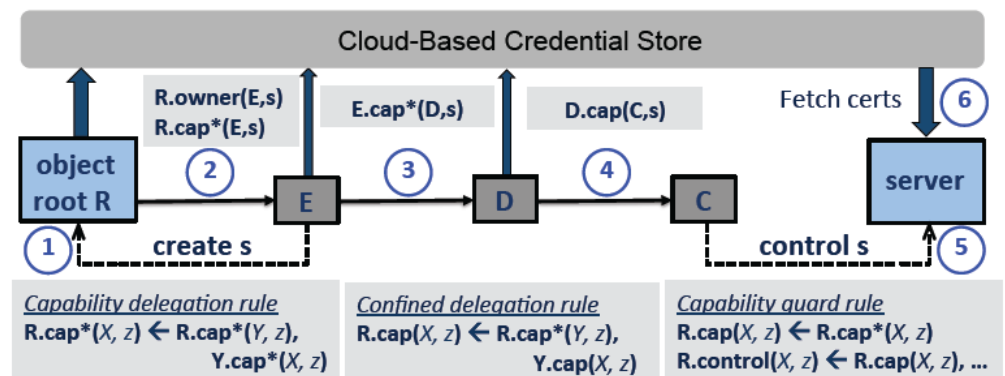 Cloud-Based Credential Store
R.owner(E,s)
R.cap*(E,s)
E.cap*(D,s)
D.cap(C,s)
Fetch certs
6
object
root R
2
E
3
D
4
C
server
1
create s
control s
5
Capability delegation rule
R.cap*(X, z) ← R.cap*(Y, z),
Y.cap*(X, z)
Confined delegation rule
R.cap(X, z) ← R.cap*(Y, z),
Y.cap(X, z)
Capability guard rule
R.cap(X, z) ← R.cap*(X, z)
R.control(X, z) ← R.cap(X, z), ...